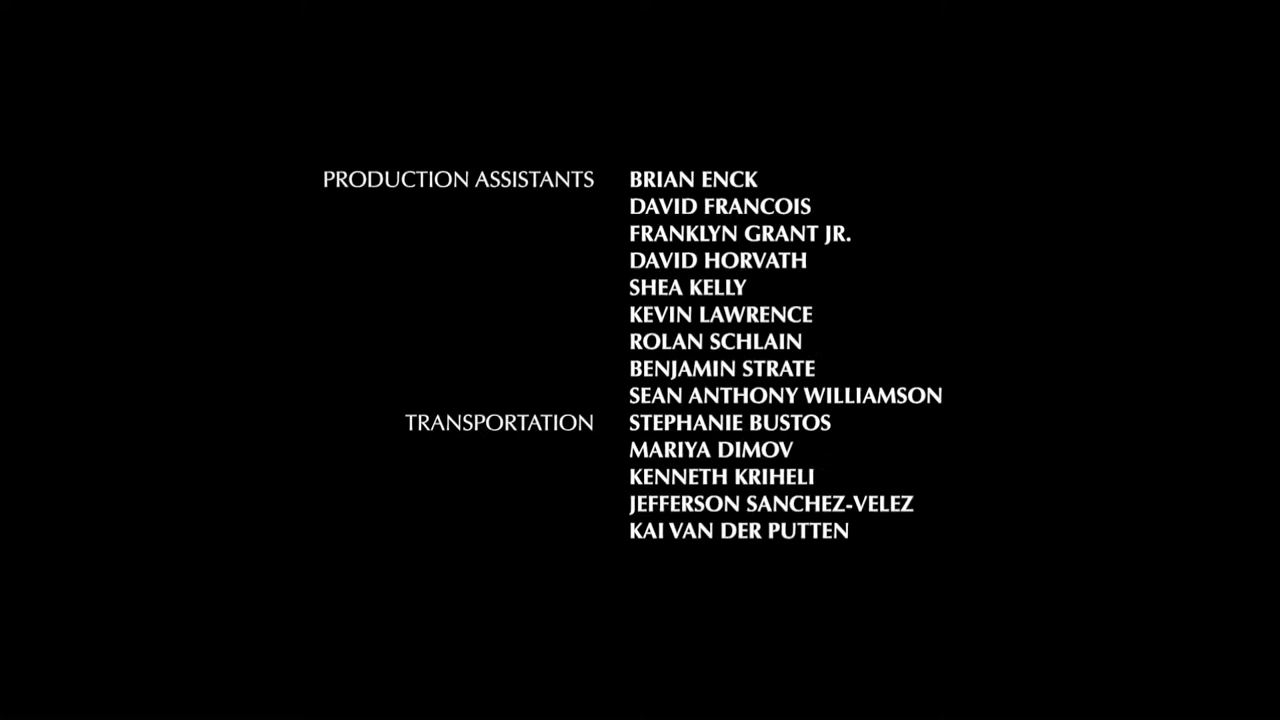 PRODUCTION ASSISTANTS BRIAN ENCK
DAVID FRANCOIS
FRANKLYN GRANT JR.
DAVID HORVATH
SHEA KELLY
KEVIN LAWRENCE
ROLAN SCHLAIN
BENJAMIN STRATE
SEAN ANTHONY WILLIAMSON
TRANSPORTATION STEPHANIE BUSTOS
MARIYA DIMOV
KENNETH KRIHELI
JEFFERSON SANCHEZ-VELEZ
KAI VAN DER PUTTEN